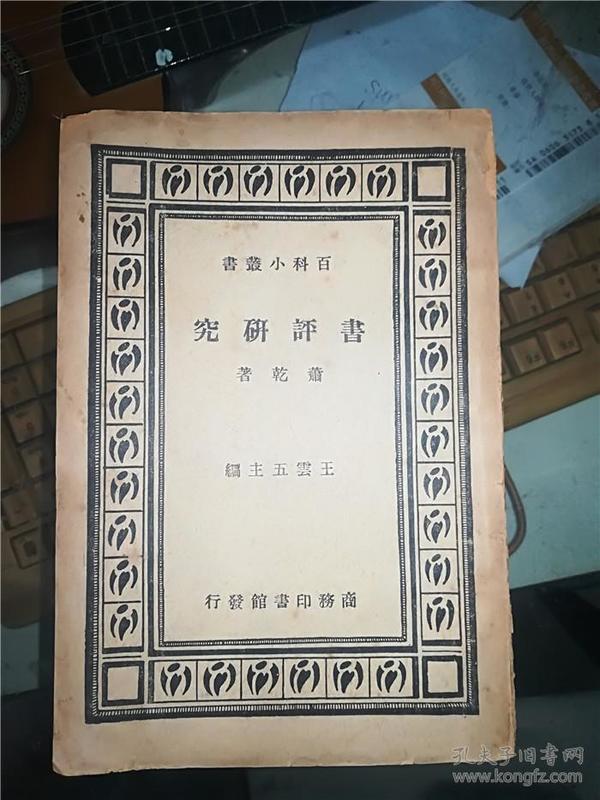 百科小叢書
書評研究
蕭乾著
王雲五主編
商務印書館發行
孔夫子旧书网
www.kongfz.com